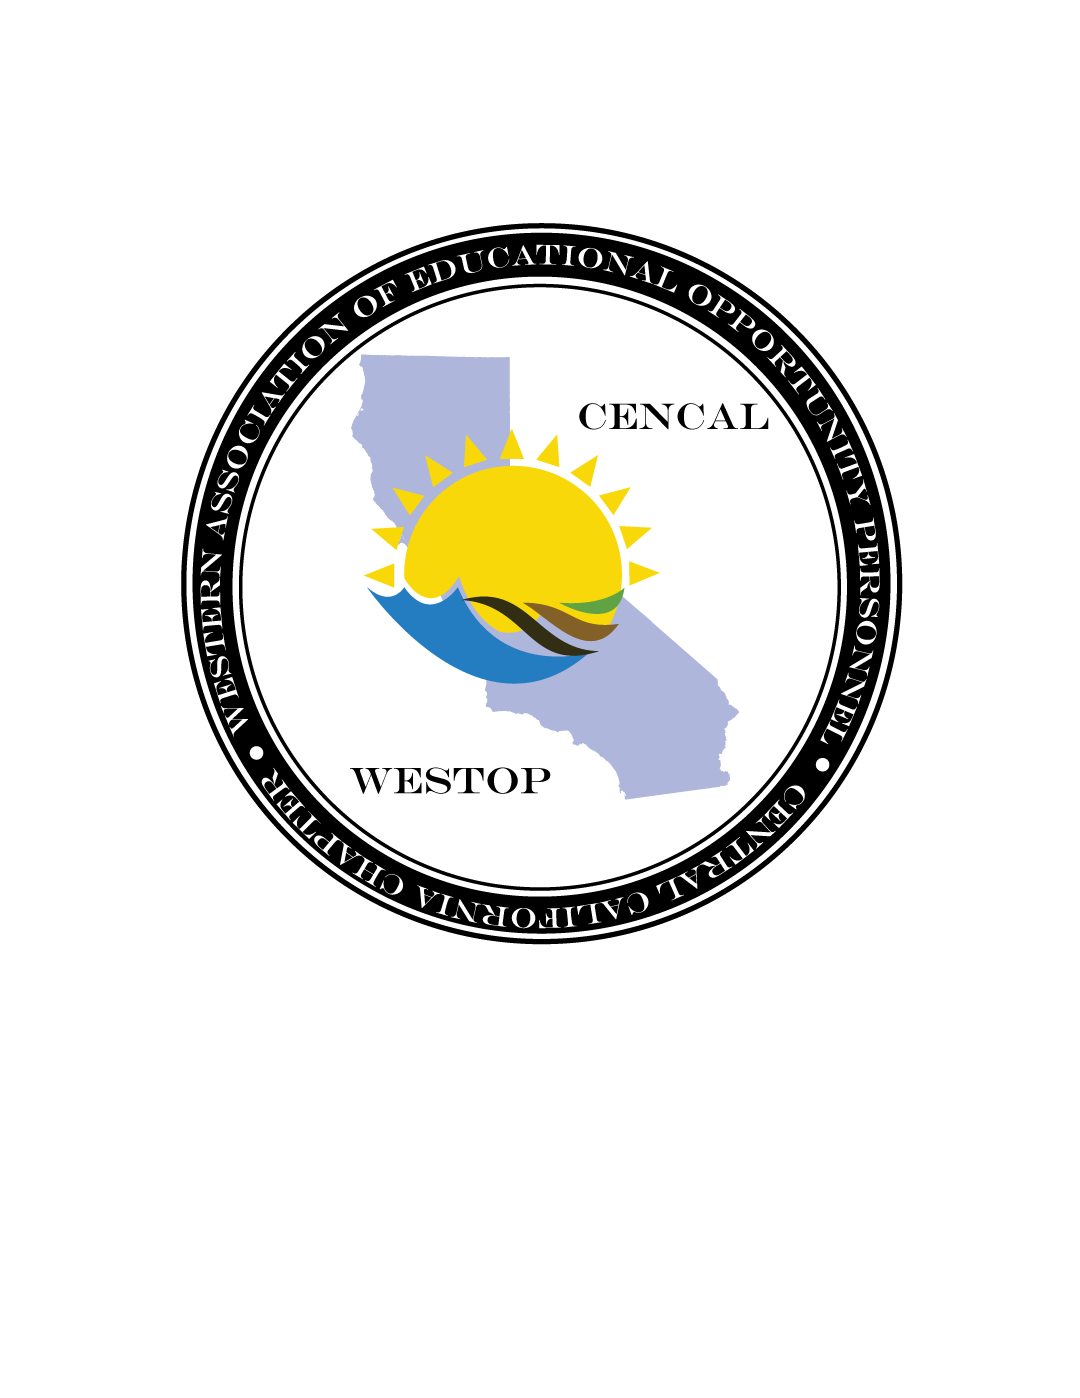 WESTERN ASSOCIATION OF EDUCATIONAL OPPORTUNITY PERSONNEL
CENCAL
WESTOP
CENTRAL CALIFORNIA CHAPTER